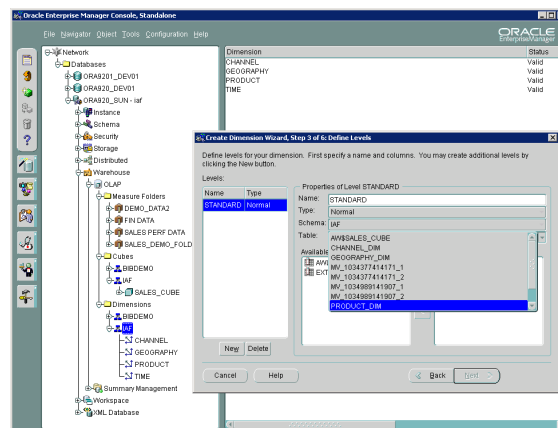 Oracle Enterprise Manager Console, Standalone
File Navigator Object Tools Configuration Help
ORACLE
EnterpriseManager
Network
Databases
ORA9201_DEV01
ORA920_DEV01
ORA920_SUN - iaf
Instance
Schema
Security
Storage
Distributed
Warehouse
OLAP
Measure Folders
DEMO_DATA2
FIN DATA
SALES PERF DATA
SALES_DEMO_FOLD
Cubes
BIBDEMO
IAF
SALES_CUBE
Dimensions
BIBDEMO
IAF
CHANNEL
GEOGRAPHY
PRODUCT
TIME
Summary Management
Workspace
XML Database
Dimension Status
CHANNEL Valid
GEOGRAPHY Valid
PRODUCT Valid
TIME Valid
Create Dimension Wizard, Step 3 of 6: Define Levels
Define levels for your dimension. First specify a name and columns. You may create additional levels by
clicking the New button.
Levels:
Name Type
STANDARD Normal
New Delete
Properties of Level STANDARD
Name: STANDARD
Type: Normal
Schema: IAF
Table:
AW$SALES_CUBE
CHANNEL_DIM
GEOGRAPHY_DIM
MV_1034377414171_1
MV_1034377414171_2
MV_1034989141907_1
MV_1034989141907_2
PRODUCT_DIM
Available
AW
EXT
Cancel Help Back Next